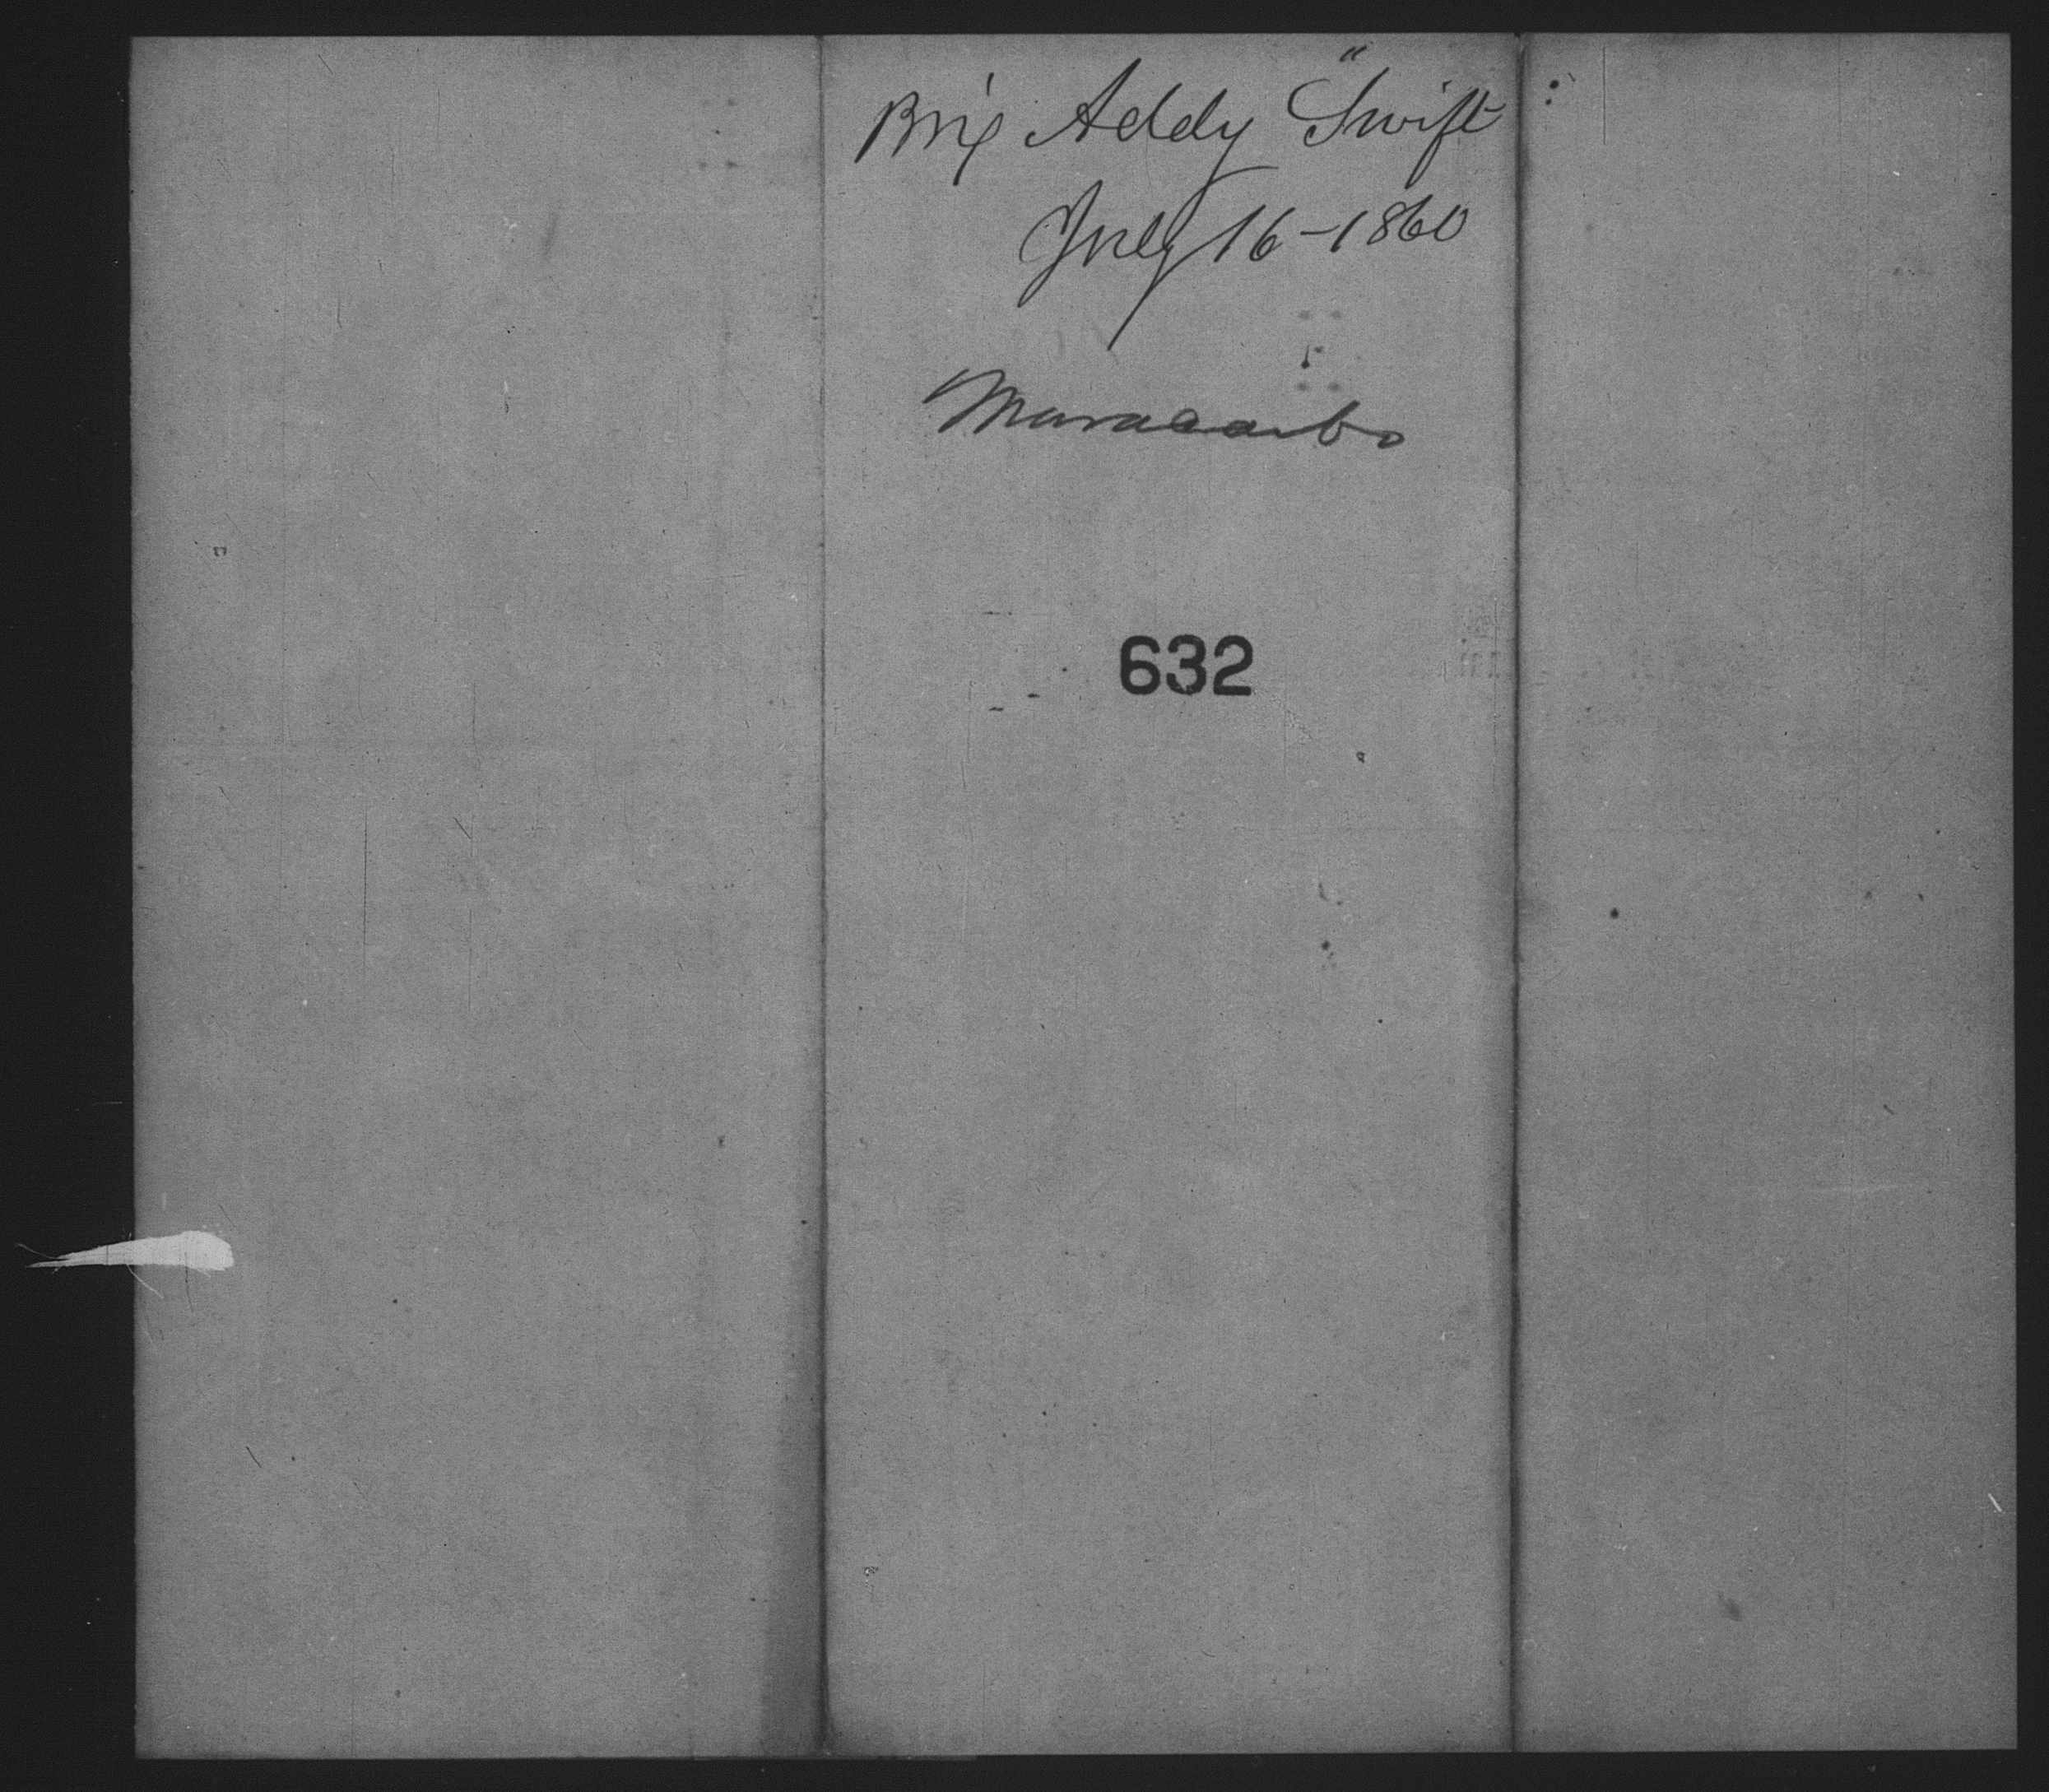 Brig Addy Swift"
July 16-1860
Maracaibo
632